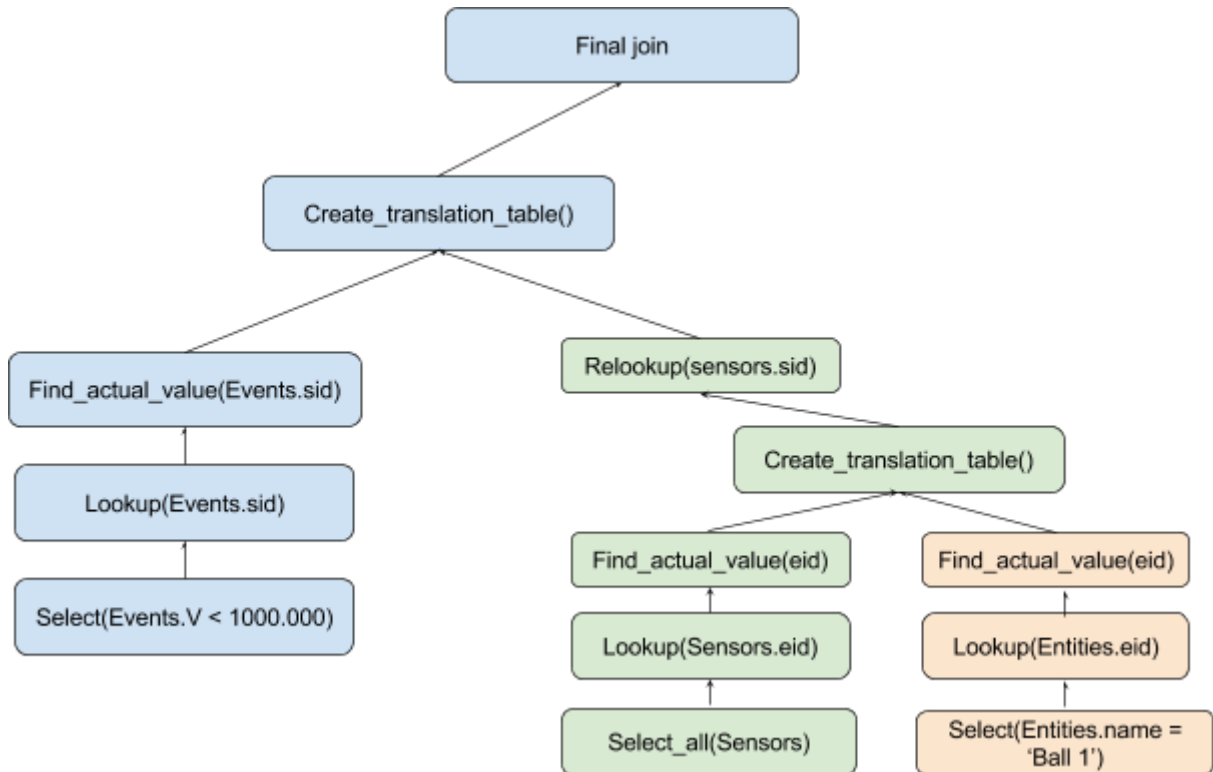 Final join
Create_translation_table()
Find_actual_value(Events.sid)
Relookup(sensors.sid)
Create_translation_table()
Lookup(Events.sid)
Find_actual_value(eid)
Find_actual_value(eid)
Select(Events.V < 1000.000)
Lookup(Sensors.eid)
Lookup(Entities.eid)
Select_all(Sensors)
Select(Entities.name =
‘Ball 1’)